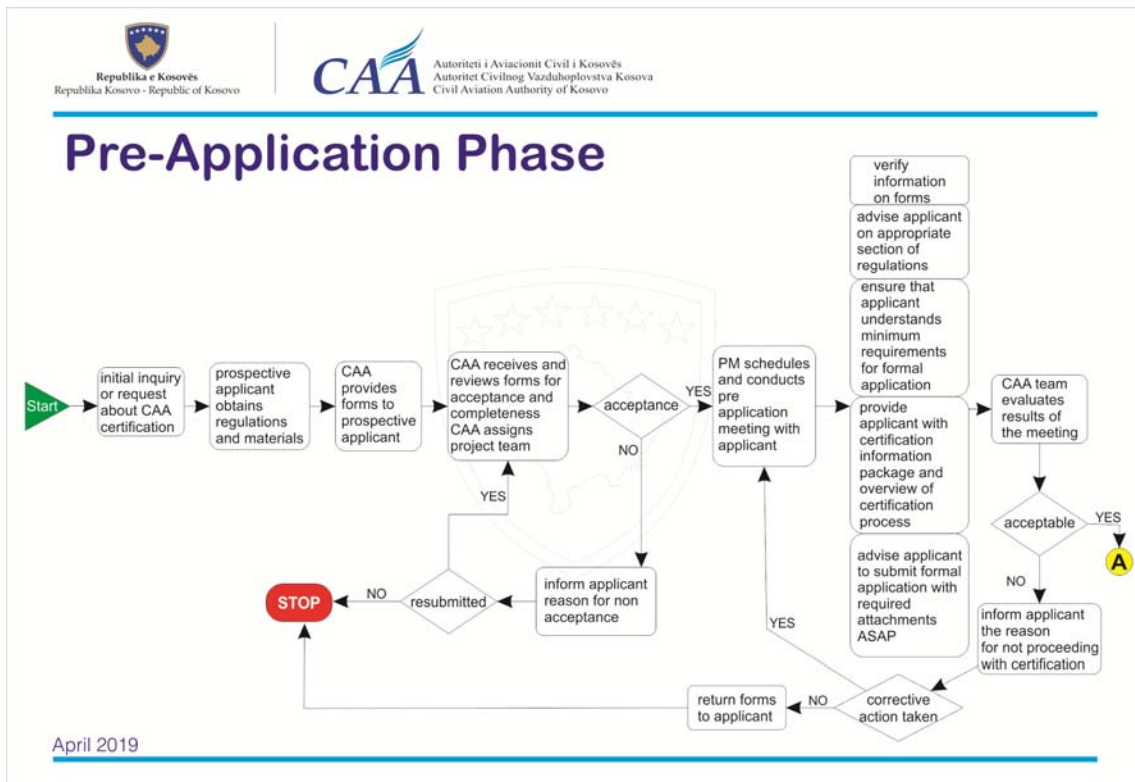 Republika e Kosovës
Republika Kosovo - Republic of Kosovo
CAA
Autoriteti i Aviacionit Civil i Kosovës
Autoritet Civilnog Vazduhoplovstva Kosova
Civil Aviation Authority of Kosovo
Pre-Application Phase
Start
initial inquiry
or request
about CAA
certification
prospective
applicant
obtains
regulations
and materials
CAA
provides
forms to
prospective
applicant
CAA receives and
reviews forms for
acceptance and
completeness
CAA assigns
project team
acceptance
YES
NO
PM schedules
and conducts
pre
application
meeting with
applicant
verify
information
on forms
advise applicant
on appropriate
section of
regulations
ensure that
applicant
understands
minimum
requirements
for formal
application
provide
applicant with
certification
information
package and
overview of
certification
process
advise applicant
to submit formal
application with
required
attachments
ASAP
CAA team
evaluates
results of
the meeting
acceptable
YES
A
NO
inform applicant
the reason
for not proceeding
with certification
corrective
action taken
YES
NO
return forms
to applicant
inform applicant
reason for non
acceptance
resubmitted
YES
NO
STOP
April 2019